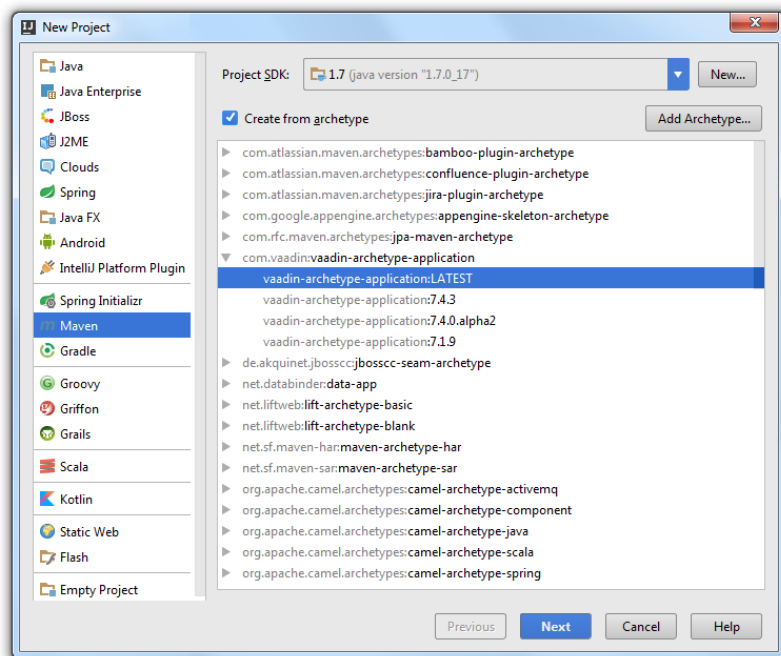 New Project
Java
Java Enterprise
JBoss
J2ME
Clouds
Spring
Java FX
Android
IntelliJ Platform Plugin
Spring Initializr
Maven
Gradle
Groovy
Griffon
Grails
Scala
Kotlin
Static Web
Flash
Empty Project
Project SDK: 1.7 (java version "1.7.0_17") New...
Create from archetype Add Archetype...
com.atlassian.maven.archetypes:bamboo-plugin-archetype
com.atlassian.maven.archetypes:confluence-plugin-archetype
com.atlassian.maven.archetypes:jira-plugin-archetype
com.google.appengine.archetypes:appengine-skeleton-archetype
com.rfc.maven.archetypes:jpa-maven-archetype
com.vaadin:vaadin-archetype-application
vaadin-archetype-application:LATEST
vaadin-archetype-application:7.4.3
vaadin-archetype-application:7.4.0.alpha2
vaadin-archetype-application:7.1.9
de.akquinet.jbosscc:jbosscc-seam-archetype
net.databinder:data-app
net.liftweb:lift-archetype-basic
net.liftweb:lift-archetype-blank
net.sf.maven-har:maven-archetype-har
net.sf.maven-sar:maven-archetype-sar
org.apache.camel.archetypes:camel-archetype-activemq
org.apache.camel.archetypes:camel-archetype-component
org.apache.camel.archetypes:camel-archetype-java
org.apache.camel.archetypes:camel-archetype-scala
org.apache.camel.archetypes:camel-archetype-spring
Previous Next Cancel Help